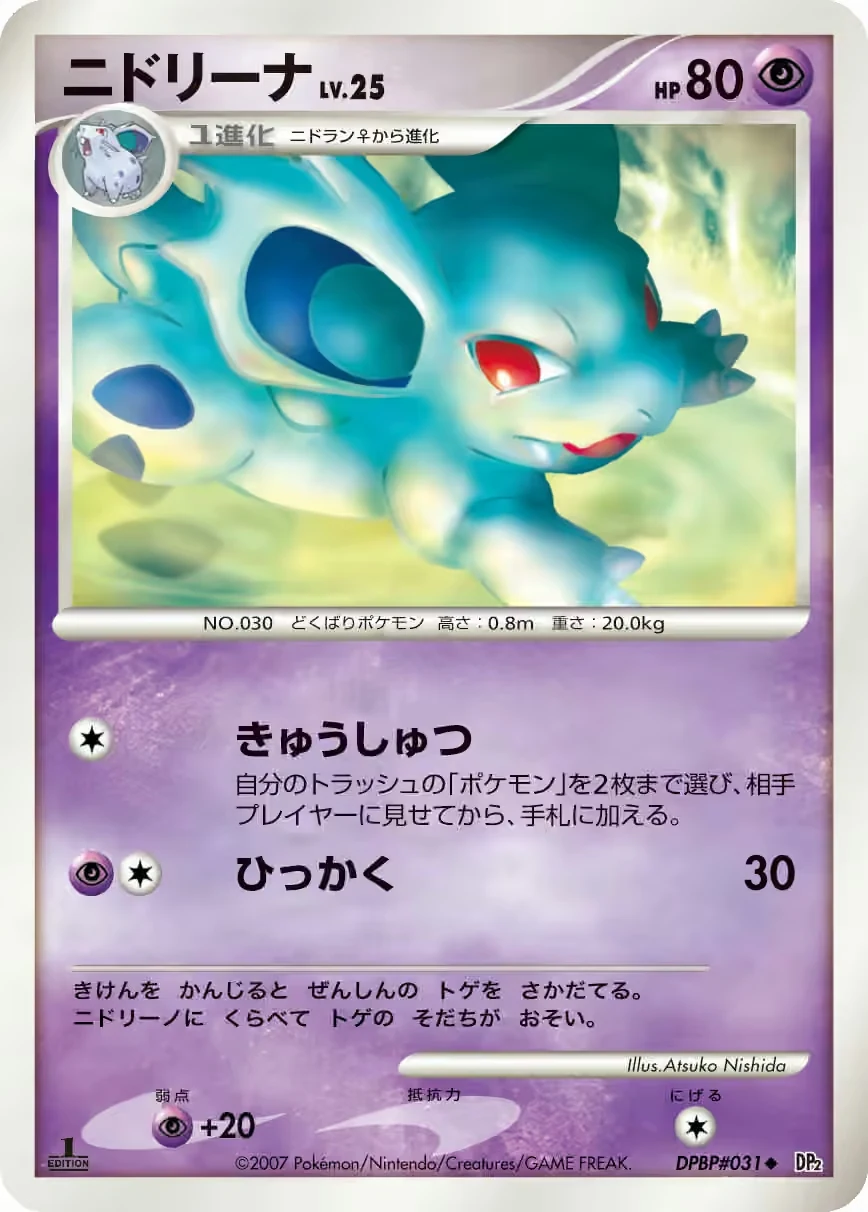 ニドリーナ LV.25 HP 80
1進化 ニドラン♀から進化
NO.030 どくばりポケモン 高さ：0.8m 重さ：20.0kg
きゅうしゅつ
自分のトラッシュの「ポケモン」を2枚まで選び、相手
プレイヤーに見せてから、手札に加える。
ひっかく 30
きけんを かんじると ぜんしんの トゲを さかだてる。
ニドリーノに くらべて トゲの そだちが おそい。
Illus.Atsuko Nishida
弱点 抵抗力 にげる
+20
1 EDITION ©2007 Pokémon/Nintendo/Creatures/GAME FREAK. DPBP#031◆ DP2